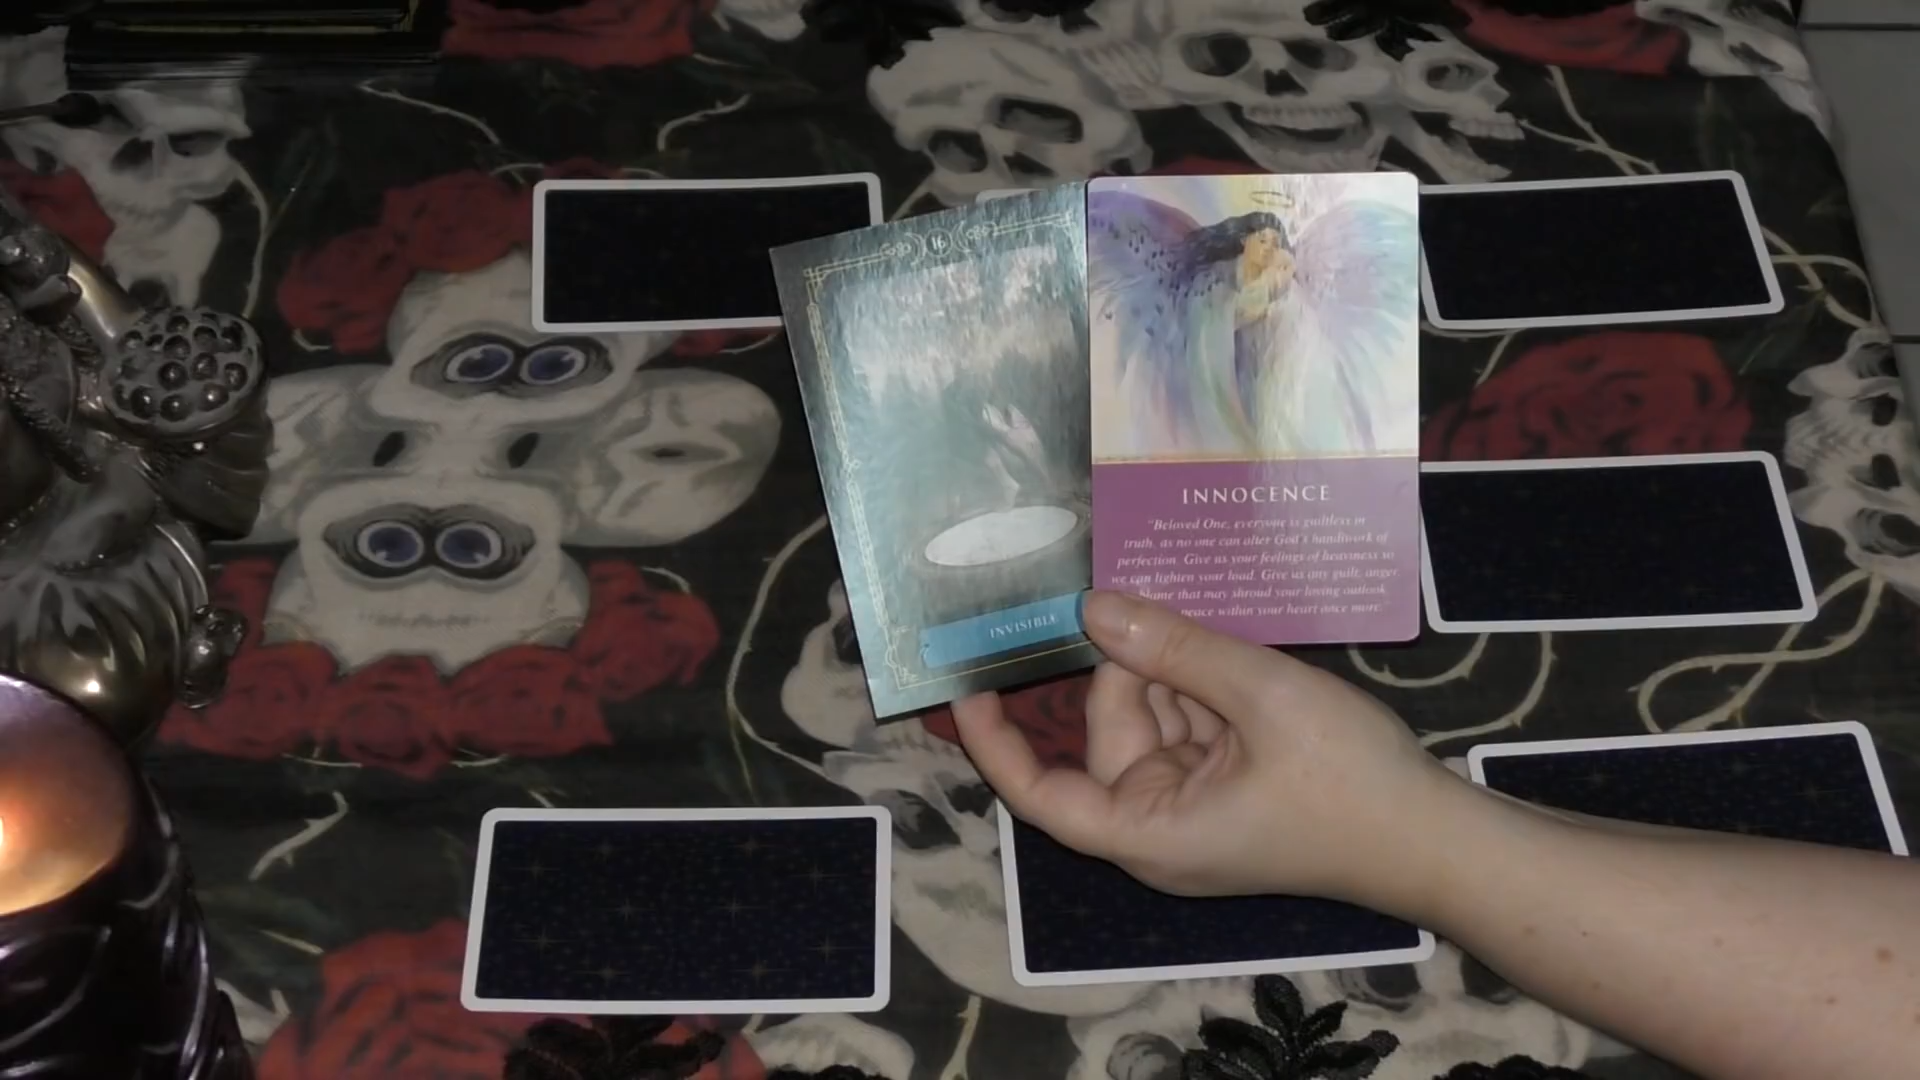 16
INVISIBLE
INNOCENCE
"Beloved One, everyone is guiltless in
truth, as no one can alter God's handiwork of
perfection. Give us your feelings of heaviness so
we can lighten your load. Give us any guilt, anger,
blame that may shroud your loving outlook,
peace within your heart once more."